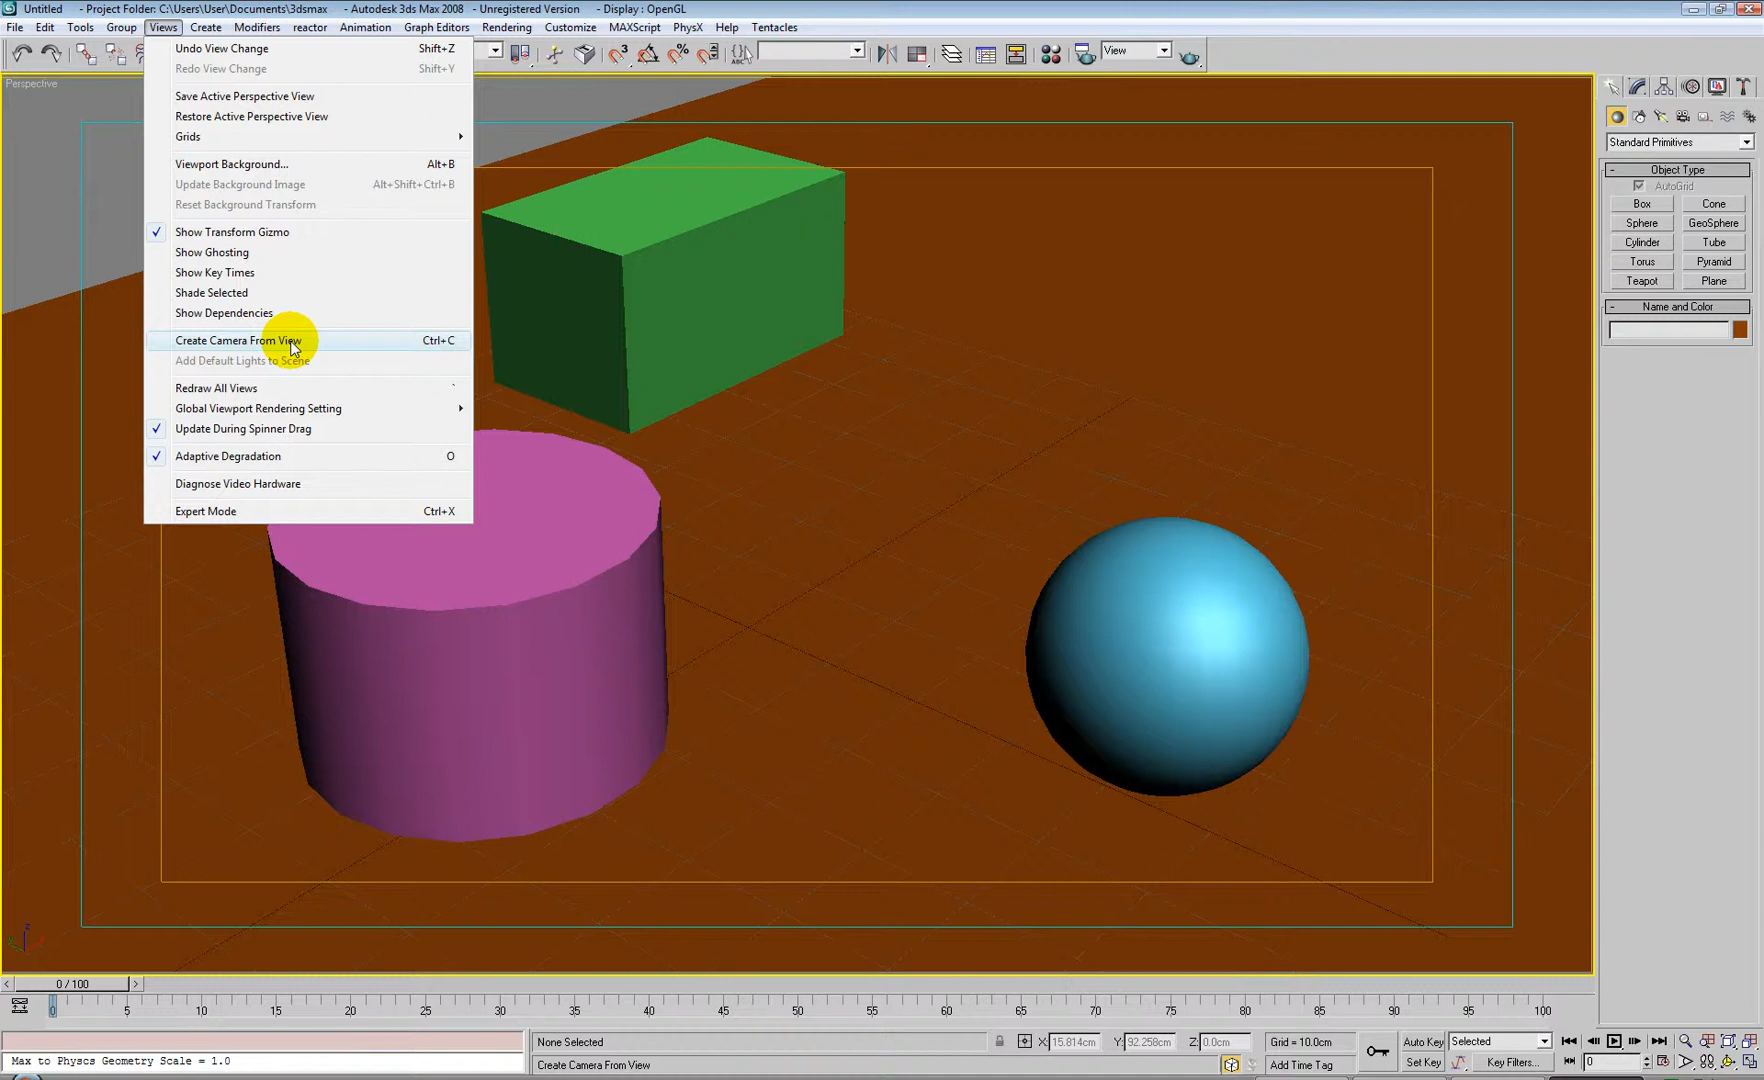 Untitled - Project Folder: C:\Users\User\Documents\3dsmax - Autodesk 3ds Max 2008 - Unregistered Version - Display : OpenGL
File Edit Tools Group Views Create Modifiers reactor Animation Graph Editors Rendering Customize MAXScript PhysX Help Tentacles
View
Perspective
Undo View Change Shift+Z
Redo View Change Shift+Y
Save Active Perspective View
Restore Active Perspective View
Grids
Viewport Background... Alt+B
Update Background Image Alt+Shift+Ctrl+B
Reset Background Transform
Show Transform Gizmo
Show Ghosting
Show Key Times
Shade Selected
Show Dependencies
Create Camera From View Ctrl+C
Add Default Lights to Scene
Redraw All Views `
Global Viewport Rendering Setting
Update During Spinner Drag
Adaptive Degradation O
Diagnose Video Hardware
Expert Mode Ctrl+X
Standard Primitives
- Object Type
AutoGrid
Box Cone
Sphere GeoSphere
Cylinder Tube
Torus Pyramid
Teapot Plane
- Name and Color
0 / 100
0 5 10 15 20 25 30 35 40 45 50 55 60 65 70 75 80 85 90 95 100
None Selected X: 15.814cm Y: 92.258cm Z: 0.0cm Grid = 10.0cm Auto Key Selected
Max to Physcs Geometry Scale = 1.0 Create Camera From View Add Time Tag Set Key Key Filters... 0